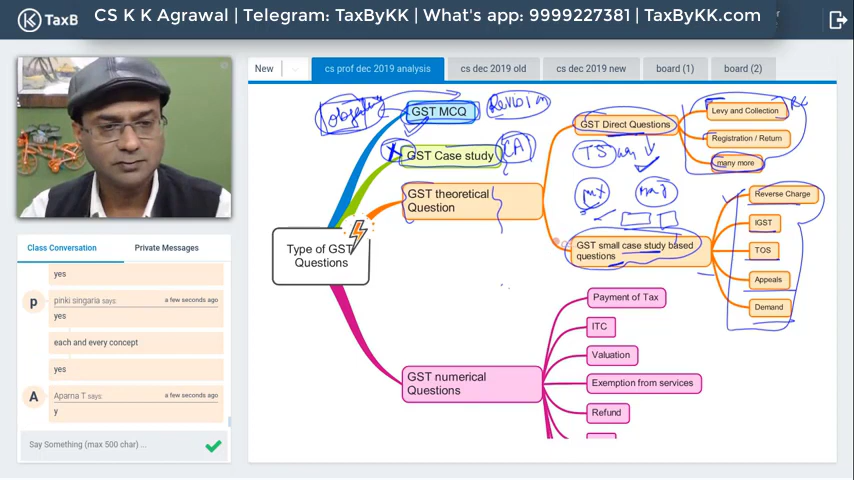 CS K K Agrawal | Telegram: TaxByKK | What's app: 9999227381 | TaxByKK.com
TaxB
New
cs prof dec 2019 analysis
cs dec 2019 old
cs dec 2019 new
board (1)
board (2)
GST MCQ
Revision
GST Case study
CA
GST theoretical
Question
Type of GST
Questions
GST Direct Questions
Levy and Collection
Registration / Return
many more
GST small case study based
questions
Reverse Charge
IGST
TOS
Appeals
Demand
GST numerical
Questions
Payment of Tax
ITC
Valuation
Exemption from services
Refund
Class Conversation
Private Messages
yes
p
pinki singaria says:
a few seconds ago
yes
each and every concept
yes
A
Aparna T says:
a few seconds ago
y
Say Something (max 500 char) ...